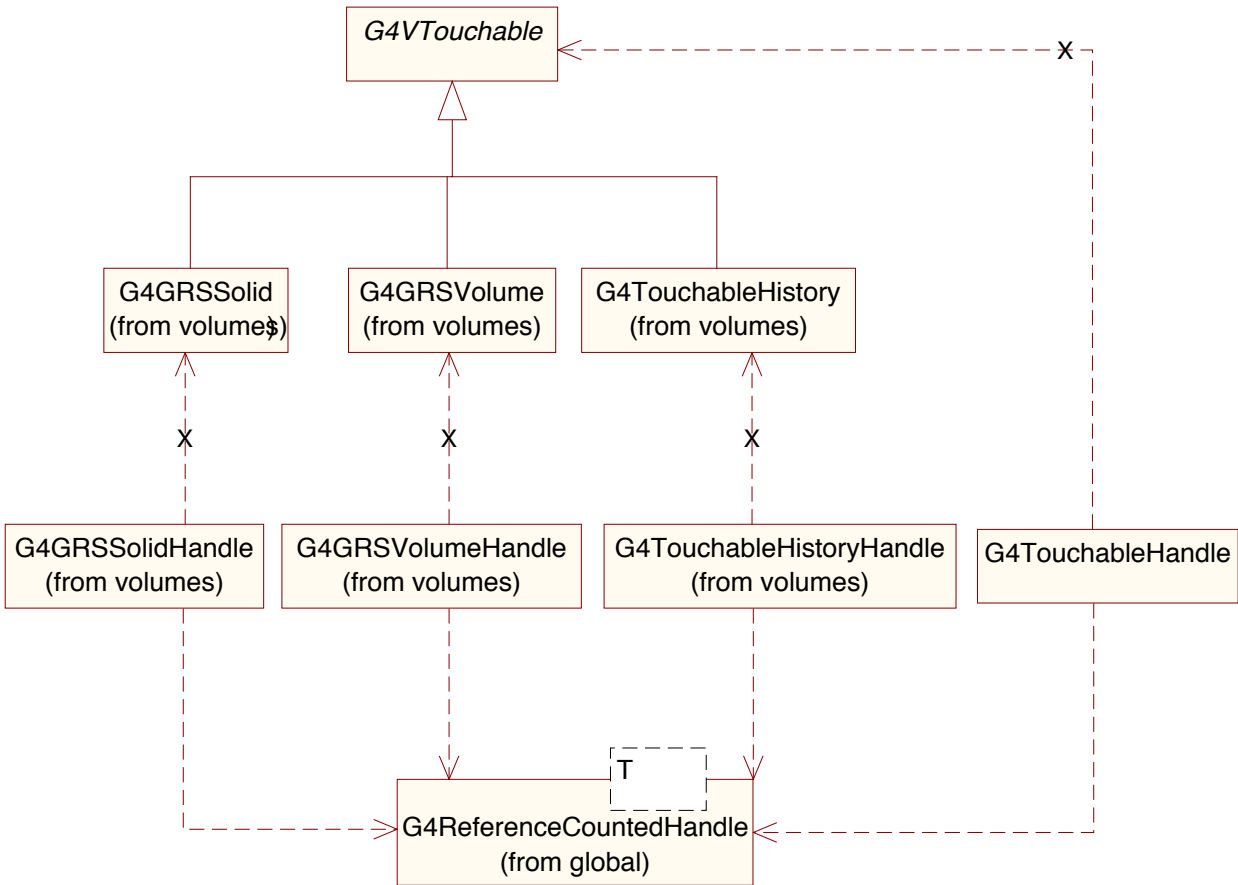 G4VTouchable
X
G4GRSSolid
(from volumes)
G4GRSVolume
(from volumes)
G4TouchableHistory
(from volumes)
X
X
X
G4GRSSolidHandle
(from volumes)
G4GRSVolumeHandle
(from volumes)
G4TouchableHistoryHandle
(from volumes)
G4TouchableHandle
T
G4ReferenceCountedHandle
(from global)